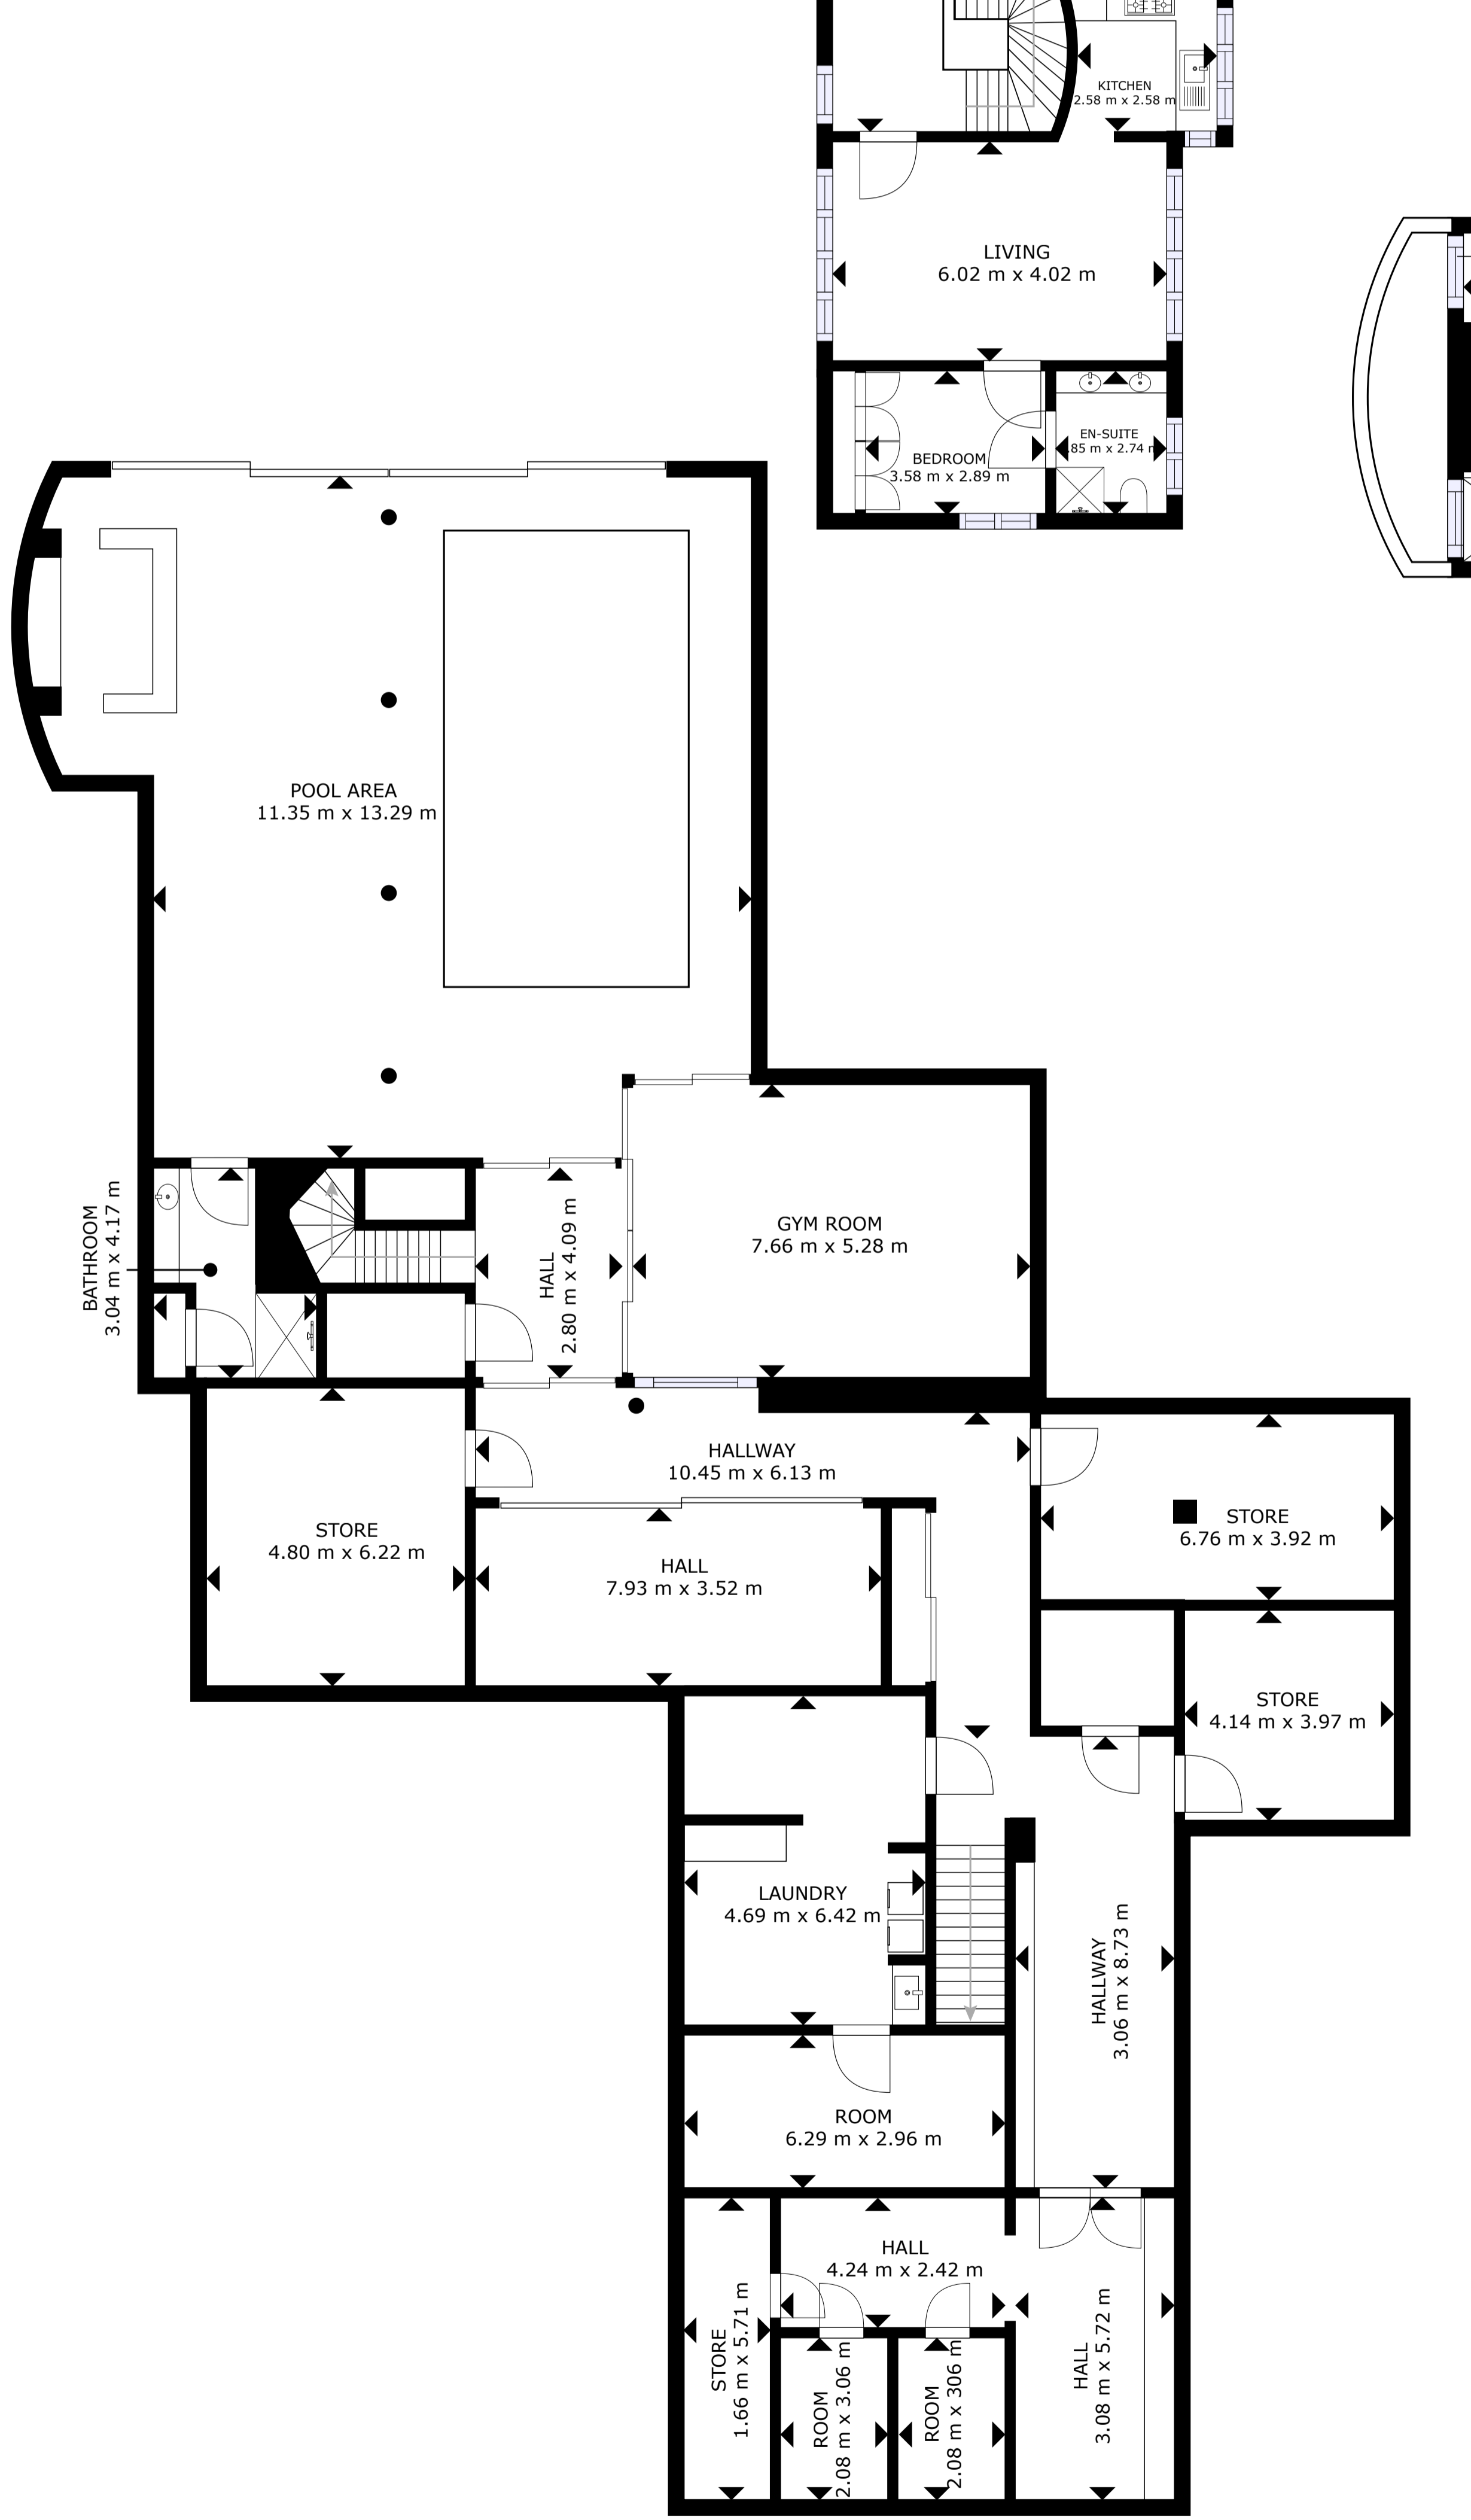 KITCHEN
2.58 m x 2.58 m
LIVING
6.02 m x 4.02 m
EN-SUITE
.85 m x 2.74 m
BEDROOM
3.58 m x 2.89 m
POOL AREA
11.35 m x 13.29 m
BATHROOM
3.04 m x 4.17 m
HALL
2.80 m x 4.09 m
GYM ROOM
7.66 m x 5.28 m
HALLWAY
10.45 m x 6.13 m
STORE
4.80 m x 6.22 m
HALL
7.93 m x 3.52 m
STORE
6.76 m x 3.92 m
STORE
4.14 m x 3.97 m
LAUNDRY
4.69 m x 6.42 m
HALLWAY
3.06 m x 8.73 m
ROOM
6.29 m x 2.96 m
HALL
4.24 m x 2.42 m
STORE
1.66 m x 5.71 m
ROOM
2.08 m x 3.06 m
ROOM
2.08 m x 306 m
HALL
3.08 m x 5.72 m